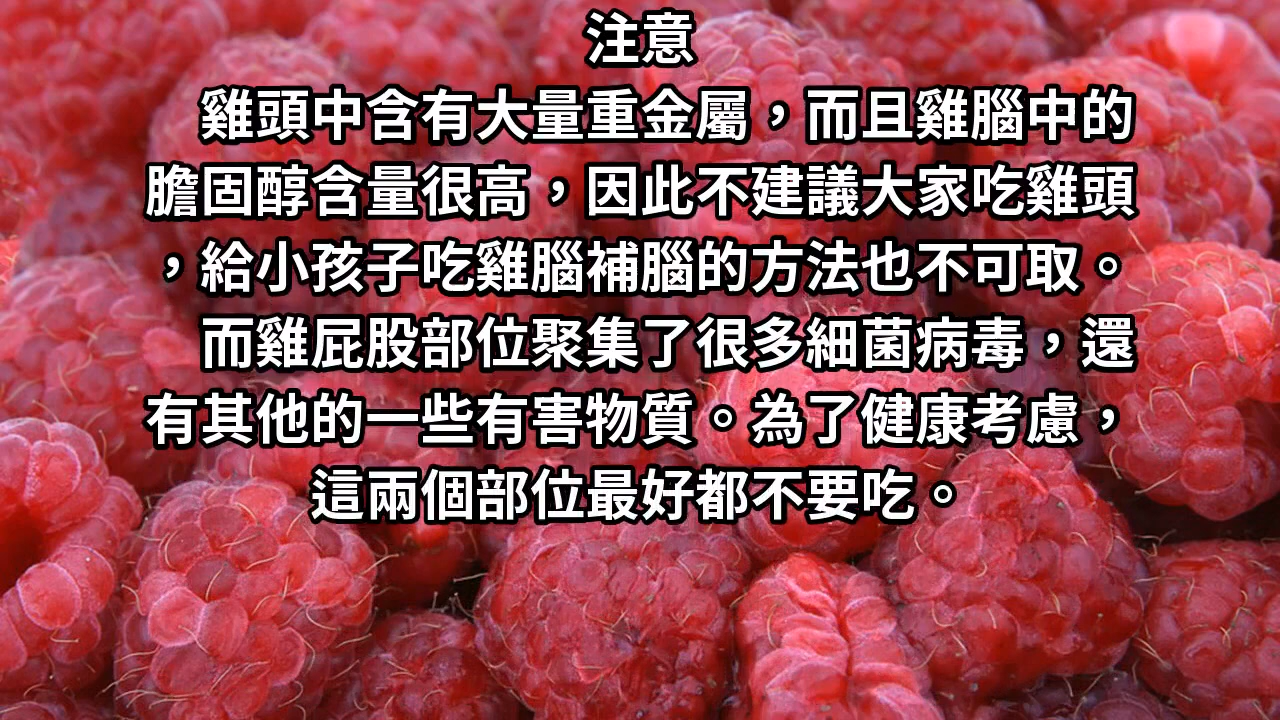 注意
雞頭中含有大量重金屬，而且雞腦中的
膽固醇含量很高，因此不建議大家吃雞頭
，給小孩子吃雞腦補腦的方法也不可取。
而雞屁股部位聚集了很多細菌病毒，還
有其他的一些有害物質。為了健康考慮，
這兩個部位最好都不要吃。